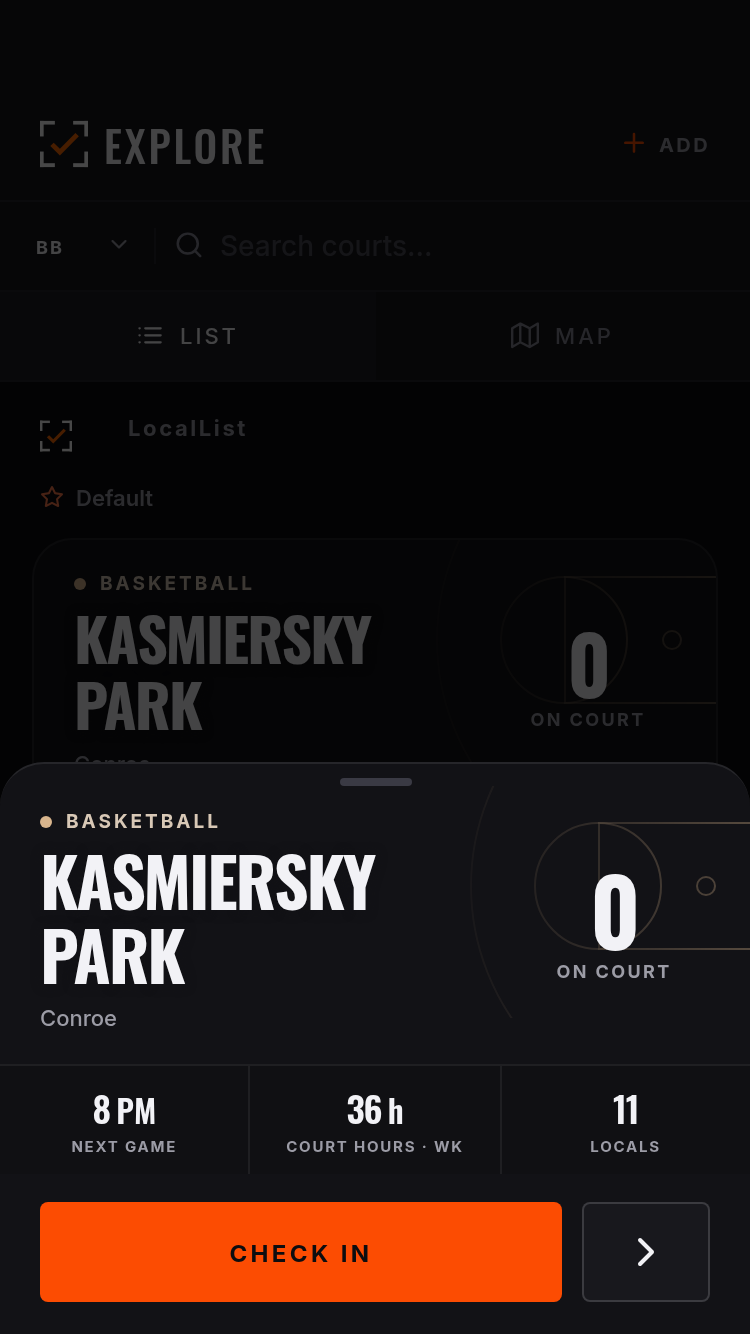 EXPLORE
ADD
BB
Search courts...
LIST
MAP
LocalList
Default
BASKETBALL
KASMIERSKY
PARK
0
ON COURT
Conroe
BASKETBALL
KASMIERSKY
PARK
Conroe
0
ON COURT
8 PM
NEXT GAME
36 h
COURT HOURS · WK
11
LOCALS
CHECK IN